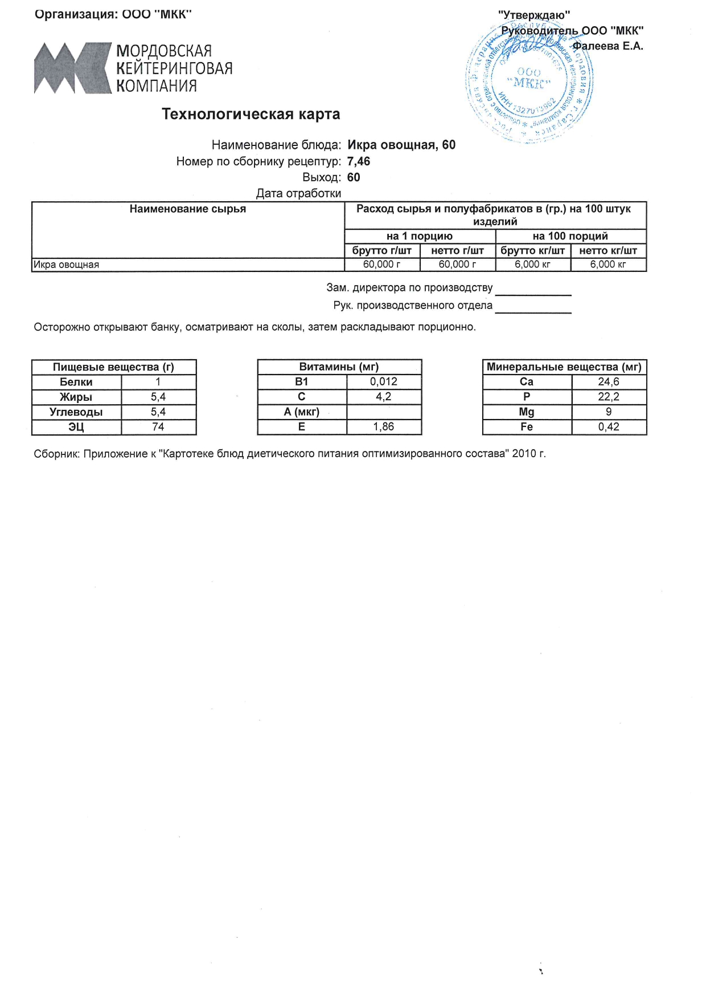 Организация: ООО "МКК"
"Утверждаю"
Руководитель ООО "МКК"
Фалеева Е.А.
МОРДОВСКАЯ
КЕЙТЕРИНГОВАЯ
КОМПАНИЯ
ООО
"МКК"
ИНН 1327013962
Технологическая карта
Наименование блюда: Икра овощная, 60
Номер по сборнику рецептур: 7,46
Выход: 60
Дата отработки
Наименование сырья
Расход сырья и полуфабрикатов в (гр.) на 100 штук
изделий
на 1 порцию на 100 порций
брутто г/шт нетто г/шт брутто кг/шт нетто кг/шт
Икра овощная 60,000 г 60,000 г 6,000 кг 6,000 кг
Зам. директора по производству
Рук. производственного отдела
Осторожно открывают банку, осматривают на сколы, затем раскладывают порционно.
Пищевые вещества (г)
Белки 1
Жиры 5,4
Углеводы 5,4
ЭЦ 74
Витамины (мг)
B1 0,012
C 4,2
A (мкг)
E 1,86
Минеральные вещества (мг)
Ca 24,6
P 22,2
Mg 9
Fe 0,42
Сборник: Приложение к "Картотеке блюд диетического питания оптимизированного состава" 2010 г.